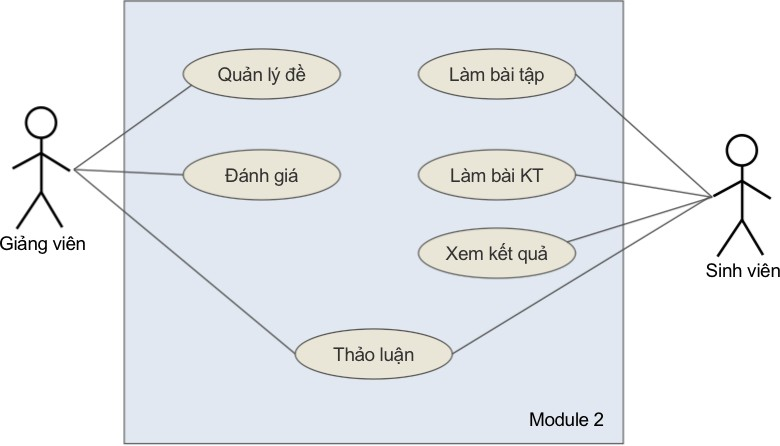 Quản lý đề
Làm bài tập
Đánh giá
Làm bài KT
Giảng viên
Xem kết quả
Sinh viên
Thảo luận
Module 2